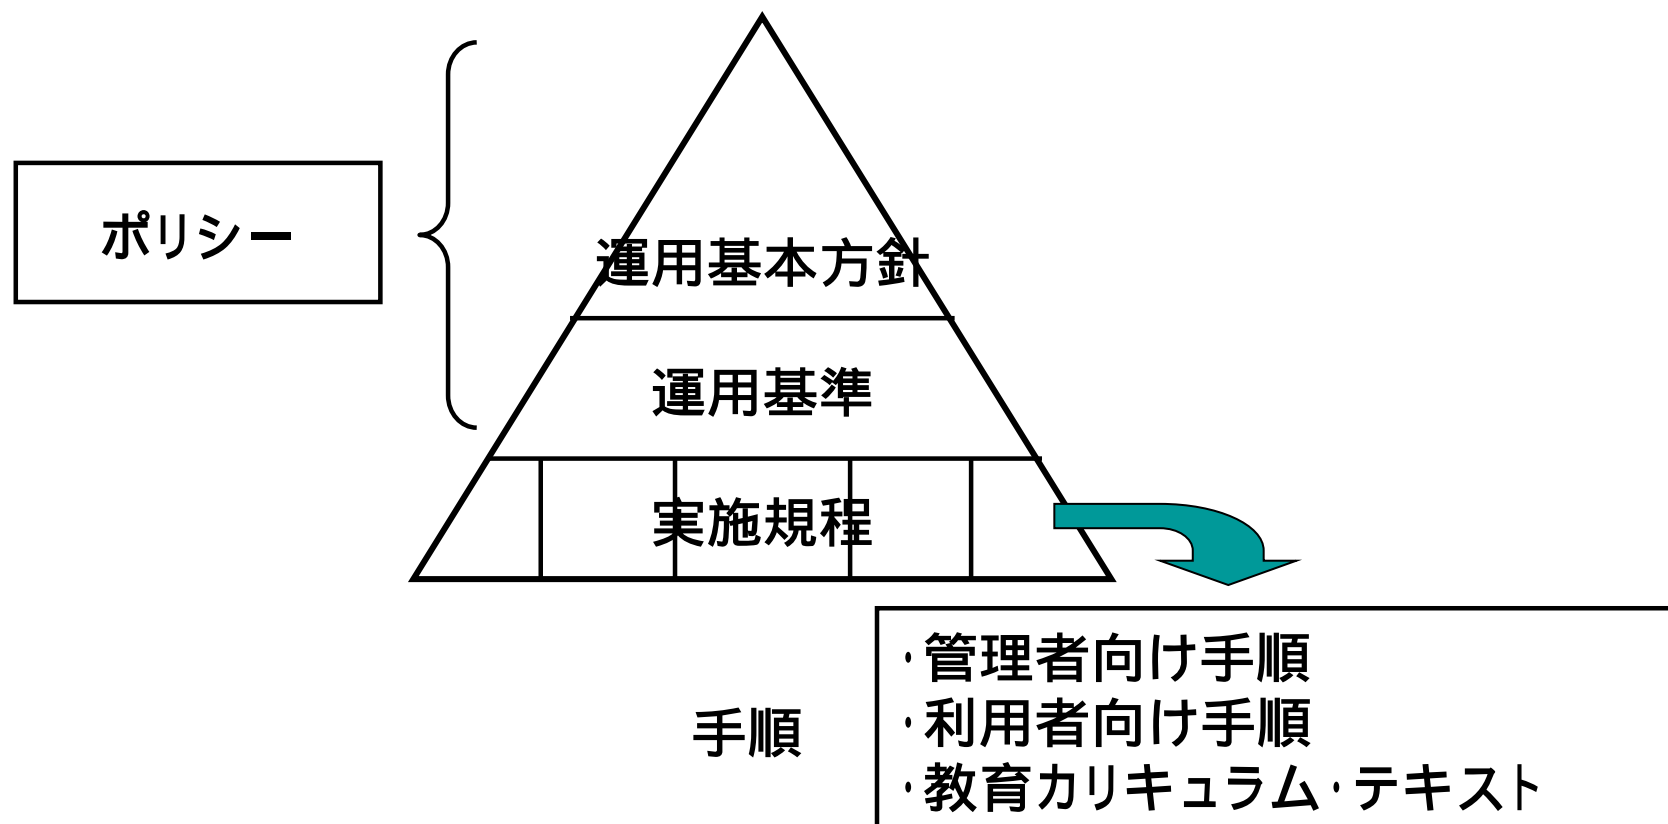 ポリシー
運用基本方針
運用基準
実施規程
手順
・管理者向け手順
・利用者向け手順
・教育カリキュラム・テキスト